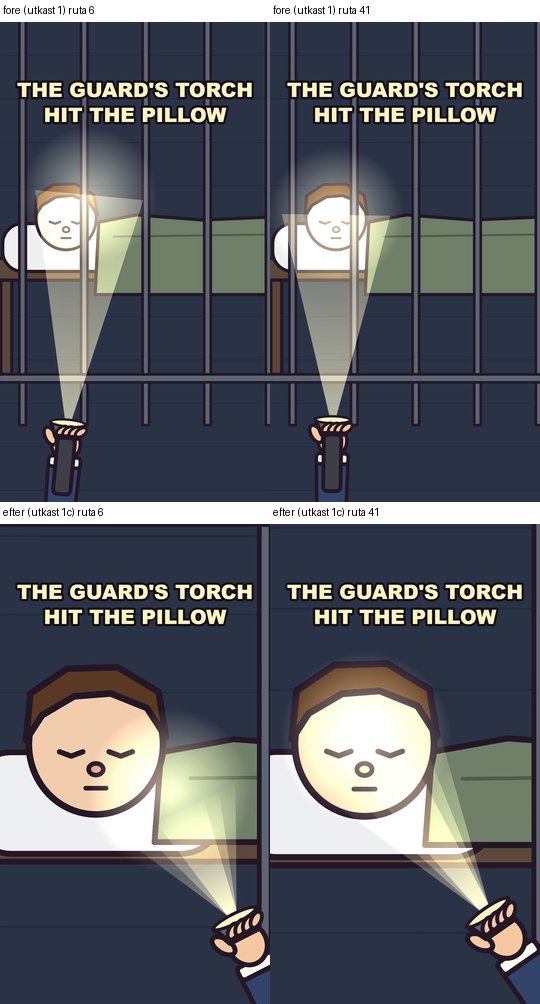 fore (utkast 1) ruta 6
fore (utkast 1) ruta 41
THE GUARD'S TORCH
HIT THE PILLOW
THE GUARD'S TORCH
HIT THE PILLOW
efter (utkast 1c) ruta 6
efter (utkast 1c) ruta 41
THE GUARD'S TORCH
HIT THE PILLOW
THE GUARD'S TORCH
HIT THE PILLOW